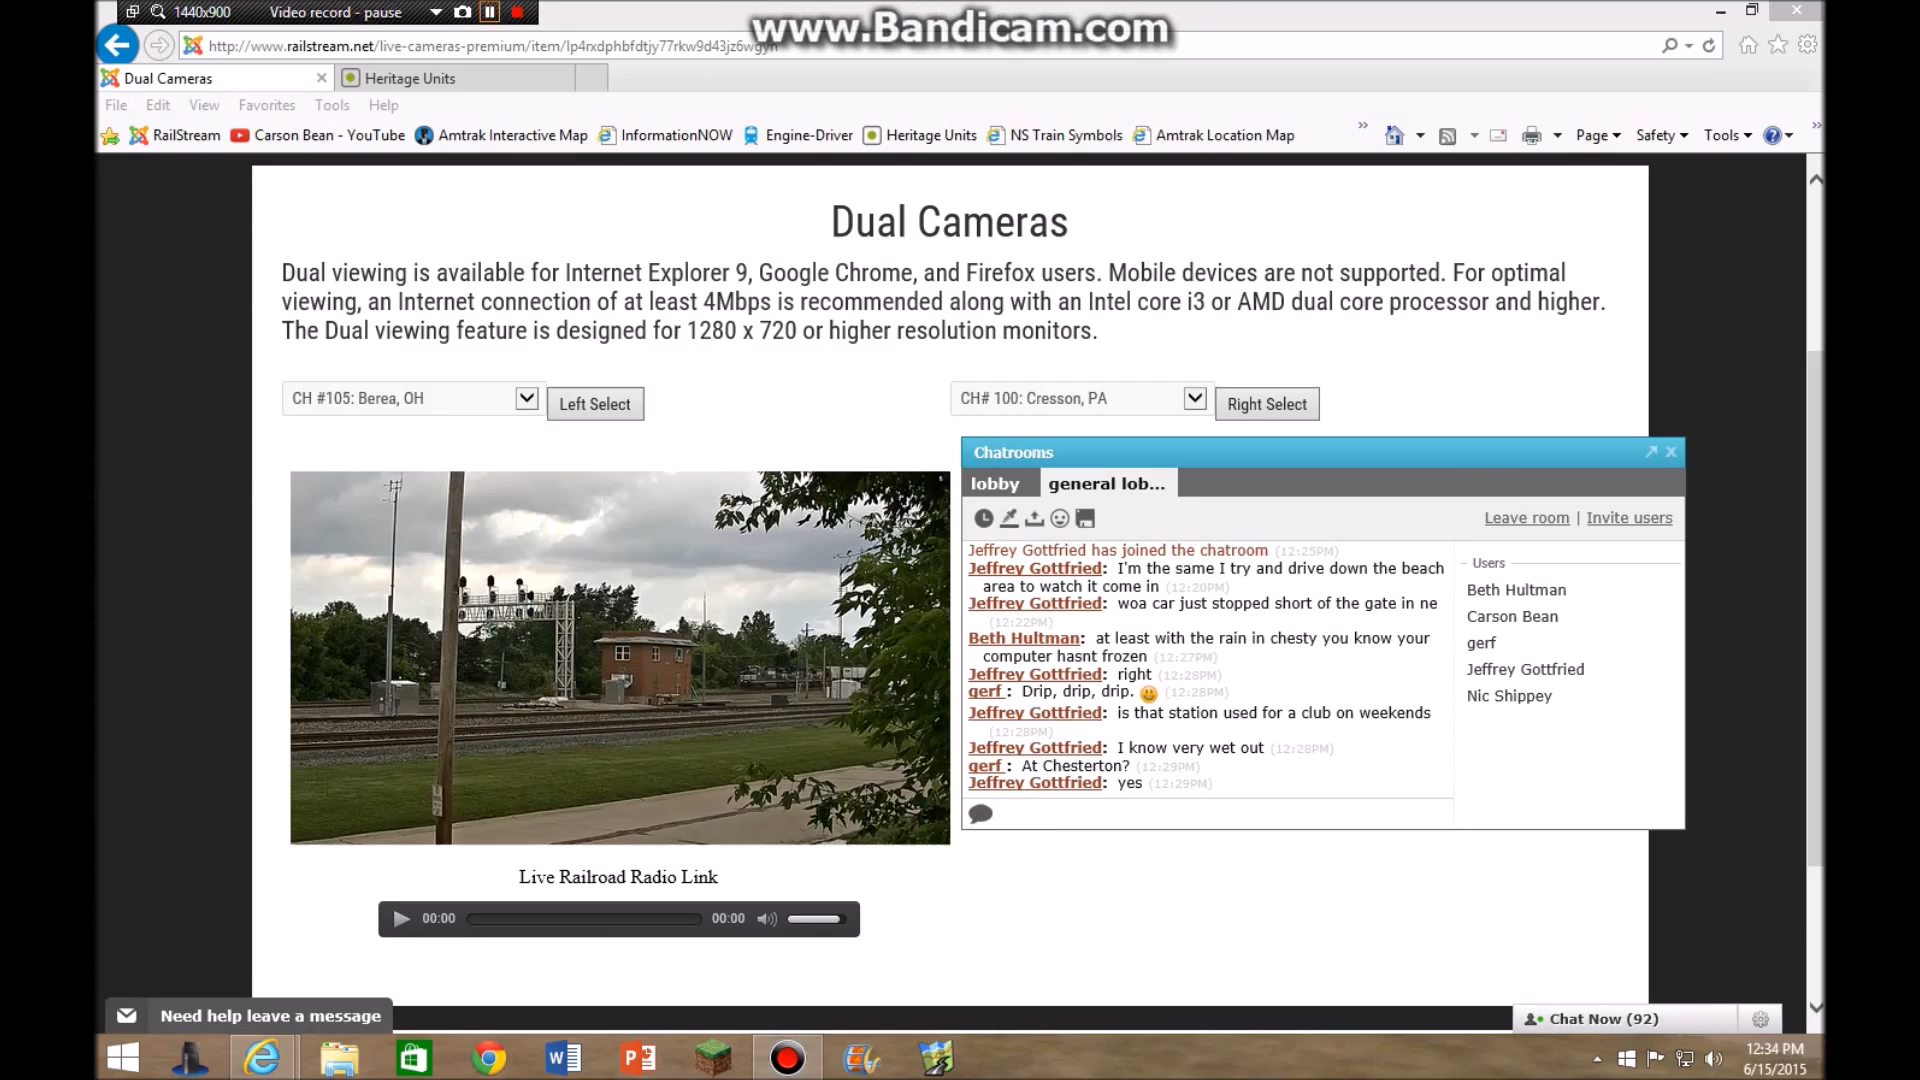 1440x900 Video record - pause
www.Bandicam.com
http://www.railstream.net/live-cameras-premium/item/lp4rxdphbfdtjy77rkw9d43jz6wgyn
Dual Cameras Heritage Units
File Edit View Favorites Tools Help
RailStream Carson Bean - YouTube Amtrak Interactive Map InformationNOW Engine-Driver Heritage Units NS Train Symbols Amtrak Location Map Page Safety Tools
Dual Cameras
Dual viewing is available for Internet Explorer 9, Google Chrome, and Firefox users. Mobile devices are not supported. For optimal
viewing, an Internet connection of at least 4Mbps is recommended along with an Intel core i3 or AMD dual core processor and higher.
The Dual viewing feature is designed for 1280 x 720 or higher resolution monitors.
CH #105: Berea, OH Left Select CH# 100: Cresson, PA Right Select
Chatrooms
lobby general lob...
Leave room | Invite users
Jeffrey Gottfried has joined the chatroom (12:25PM)
Jeffrey Gottfried: I'm the same I try and drive down the beach
area to watch it come in (12:20PM)
Jeffrey Gottfried: woa car just stopped short of the gate in ne
(12:22PM)
Beth Hultman: at least with the rain in chesty you know your
computer hasnt frozen (12:27PM)
Jeffrey Gottfried: right (12:28PM)
gerf : Drip, drip, drip. (12:28PM)
Jeffrey Gottfried: is that station used for a club on weekends
(12:28PM)
Jeffrey Gottfried: I know very wet out (12:28PM)
gerf : At Chesterton? (12:29PM)
Jeffrey Gottfried: yes (12:29PM)
Users
Beth Hultman
Carson Bean
gerf
Jeffrey Gottfried
Nic Shippey
Live Railroad Radio Link
00:00 00:00
Need help leave a message
Chat Now (92)
12:34 PM
6/15/2015